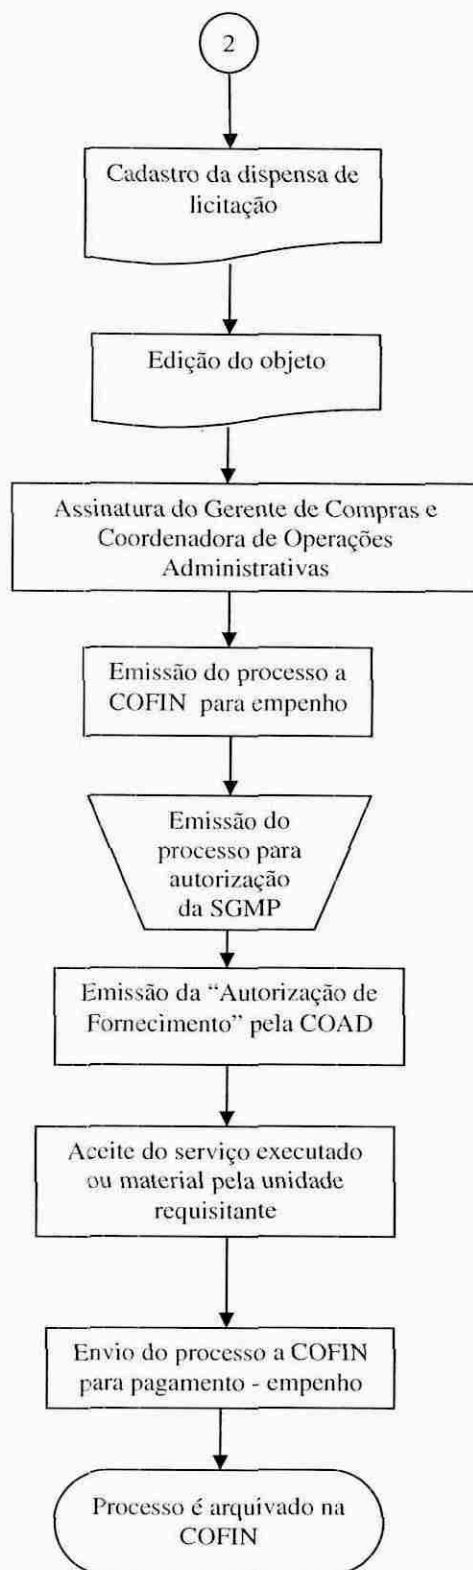 2
Cadastro da dispensa de
licitação
Edição do objeto
Assinatura do Gerente de Compras e
Coordenadora de Operações
Administrativas
Emissão do processo a
COFIN para empenho
Emissão do
processo para
autorização
da SGMP
Emissão da “Autorização de
Fornecimento” pela COAD
Aceite do serviço executado
ou material pela unidade
requisitante
Envio do processo a COFIN
para pagamento - empenho
Processo é arquivado na
COFIN